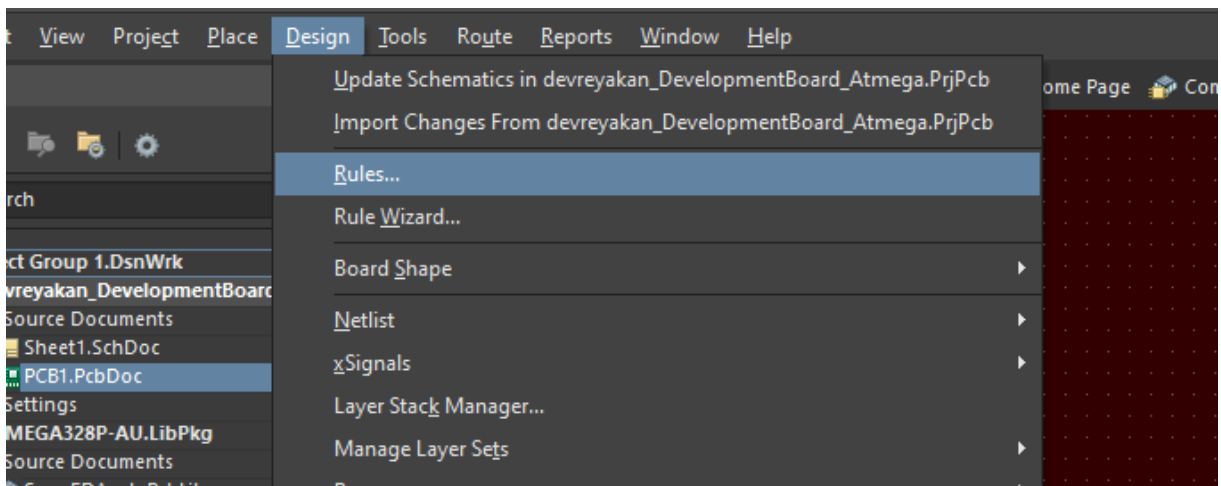 t View Project Place Design Tools Route Reports Window Help
Update Schematics in devreyakan_DevelopmentBoard_Atmega.PrjPcb
ome Page Con
Import Changes From devreyakan_DevelopmentBoard_Atmega.PrjPcb
Rules...
rch
Rule Wizard...
ct Group 1.DsnWrk
Board Shape
vreyakan_DevelopmentBoard
Source Documents
Netlist
Sheet1.SchDoc
xSignals
PCB1.PcbDoc
Settings
Layer Stack Manager...
MEGA328P-AU.LibPkg
Manage Layer Sets
Source Documents